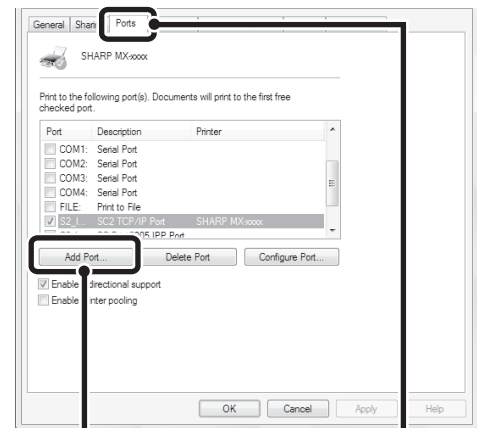 General Sharin Ports
SHARP MX-xxxx
Print to the following port(s). Documents will print to the first free
checked port.
Port Description Printer
COM1: Serial Port
COM2: Serial Port
COM3: Serial Port
COM4: Serial Port
FILE: Print to File
S2_I... SC2 TCP/IP Port SHARP MX-xxxx
Port
Add Port... Delete Port Configure Port...
Enable directional support
Enable inter pooling
OK Cancel Apply Help